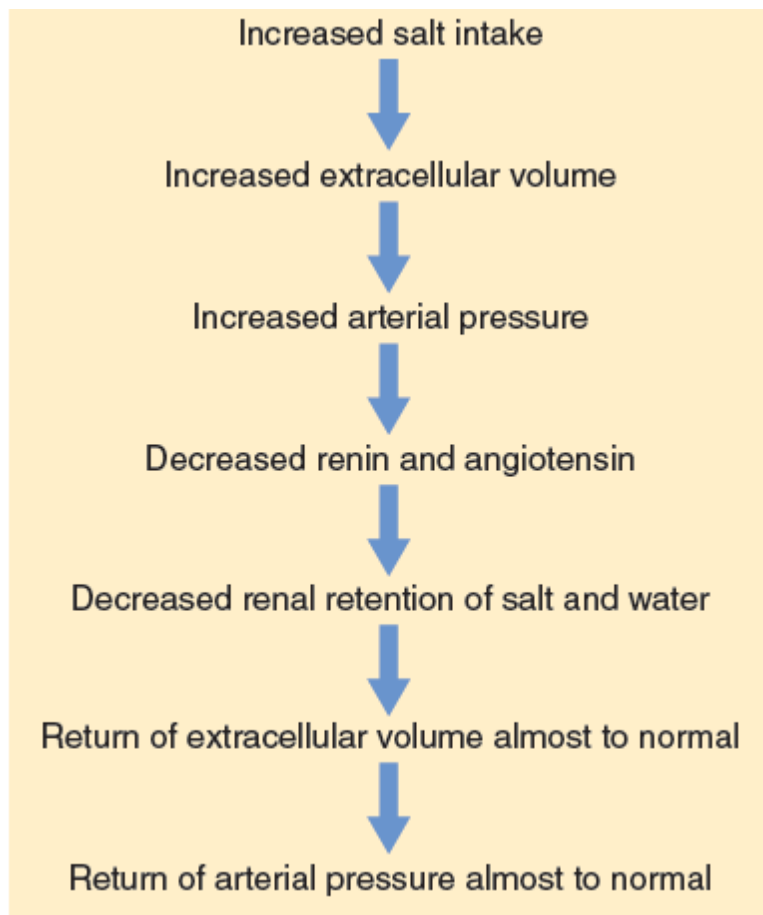 Increased salt intake
Increased extracellular volume
Increased arterial pressure
Decreased renin and angiotensin
Decreased renal retention of salt and water
Return of extracellular volume almost to normal
Return of arterial pressure almost to normal